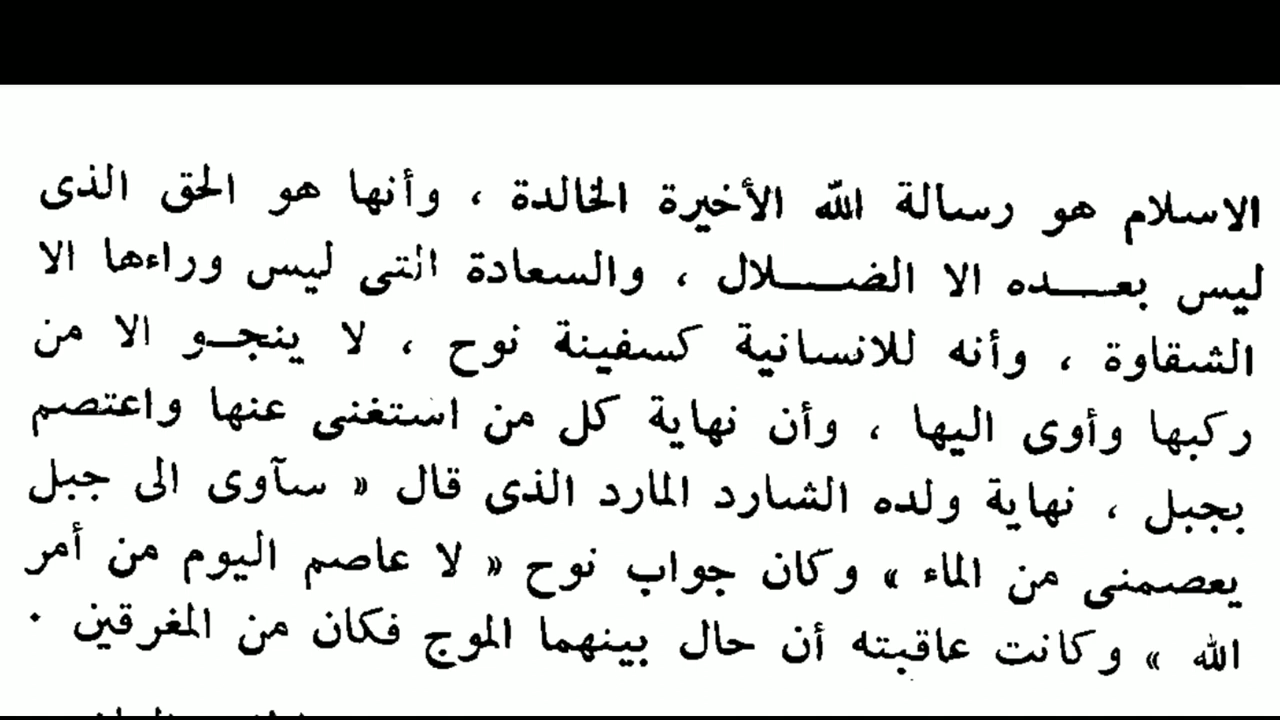 الاسلام هو رسالة الله الأخيرة الخالدة ، وأنها هو الحق الذى
ليس بعـــده الا الضـــلال ، والسعادة التى ليس وراءها الا
الشقاوة ، وأنه للانسانية كسفينة نوح ، لا ينجـو الا من
ركبها وأوى اليها ، وأن نهاية كل من استغنى عنها واعتصم
بجبل ، نهاية ولده الشارد المارد الذى قال « سآوى الى جبل
يعصمنى من الماء » وكان جواب نوح « لا عاصم اليوم من أمر
الله » وكانت عاقبته أن حال بينهما الموج فكان من المغرقين .